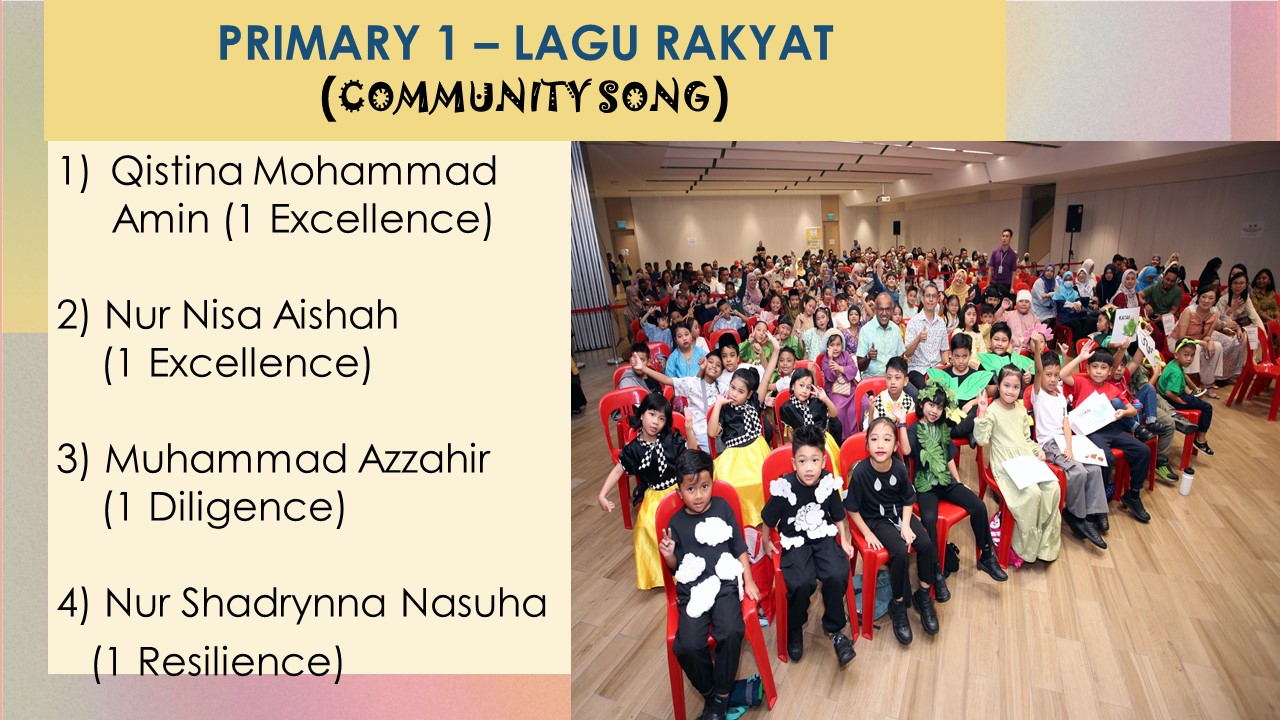 PRIMARY 1 – LAGU RAKYAT
(COMMUNITY SONG)
1) Qistina Mohammad
Amin (1 Excellence)
2) Nur Nisa Aishah
(1 Excellence)
3) Muhammad Azzahir
(1 Diligence)
4) Nur Shadrynna Nasuha
(1 Resilience)